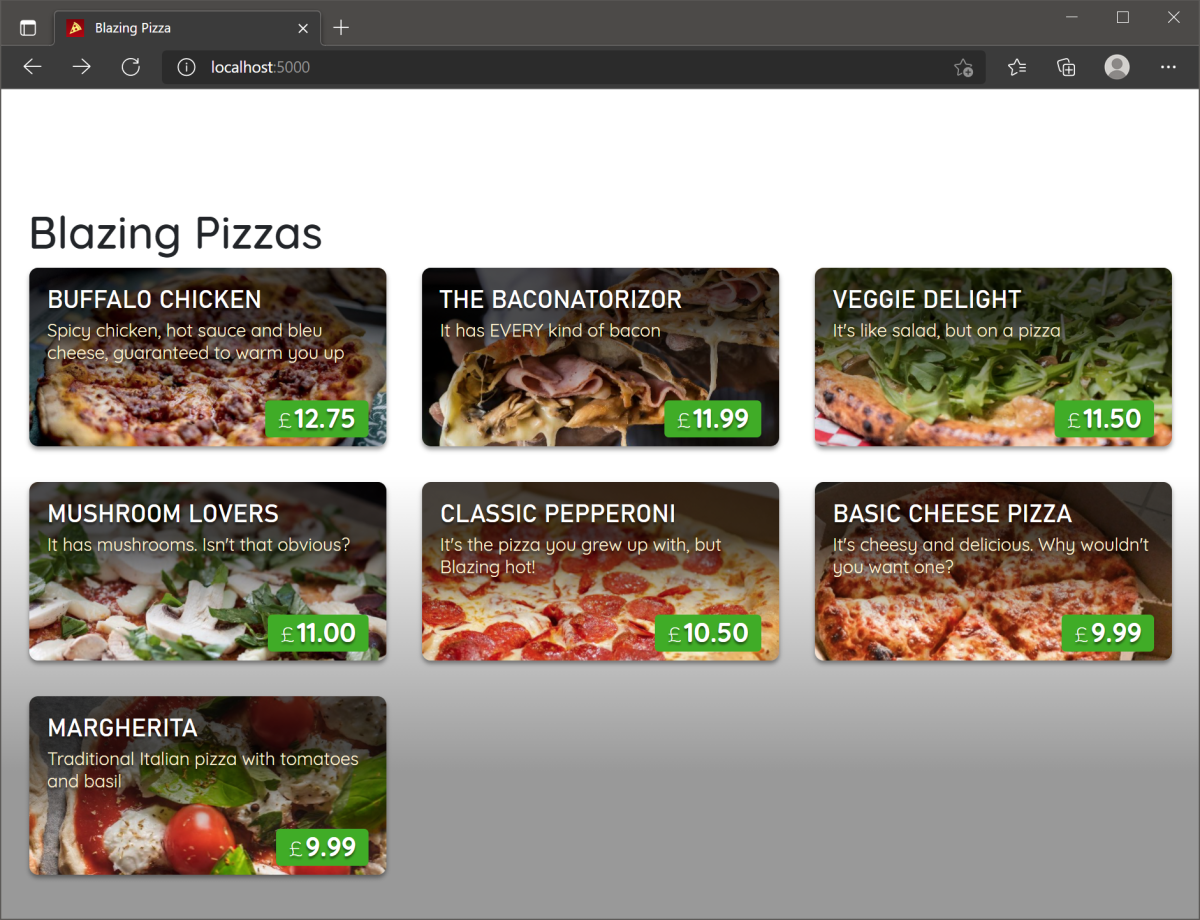 Blazing Pizza
localhost:5000
Blazing Pizzas
BUFFALO CHICKEN
Spicy chicken, hot sauce and bleu
cheese, guaranteed to warm you up
£12.75
THE BACONATORIZOR
It has EVERY kind of bacon
£11.99
VEGGIE DELIGHT
It's like salad, but on a pizza
£11.50
MUSHROOM LOVERS
It has mushrooms. Isn't that obvious?
£11.00
CLASSIC PEPPERONI
It's the pizza you grew up with, but
Blazing hot!
£10.50
BASIC CHEESE PIZZA
It's cheesy and delicious. Why wouldn't
you want one?
£9.99
MARGHERITA
Traditional Italian pizza with tomatoes
and basil
£9.99